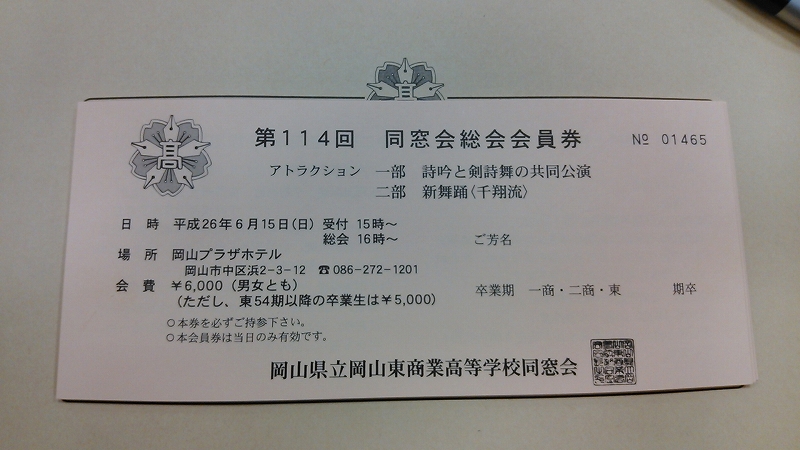 高
第114回 同窓会総会会員券 № 01465
アトラクション 一部 詩吟と剣詩舞の共同公演
二部 新舞踊〈千翔流〉
日 時 平成26年6月15日(日) 受付 15時~
総会 16時~
ご芳名
場 所 岡山プラザホテル
岡山市中区浜2-3-12 ☎086-272-1201
会 費 ¥6,000(男女とも)
(ただし、東54期以降の卒業生は¥5,000)
卒業期 一商・二商・東 期卒
○本券を必ずご持参下さい。
○本会員券は当日のみ有効です。
岡山県立岡山東商業高等学校同窓会